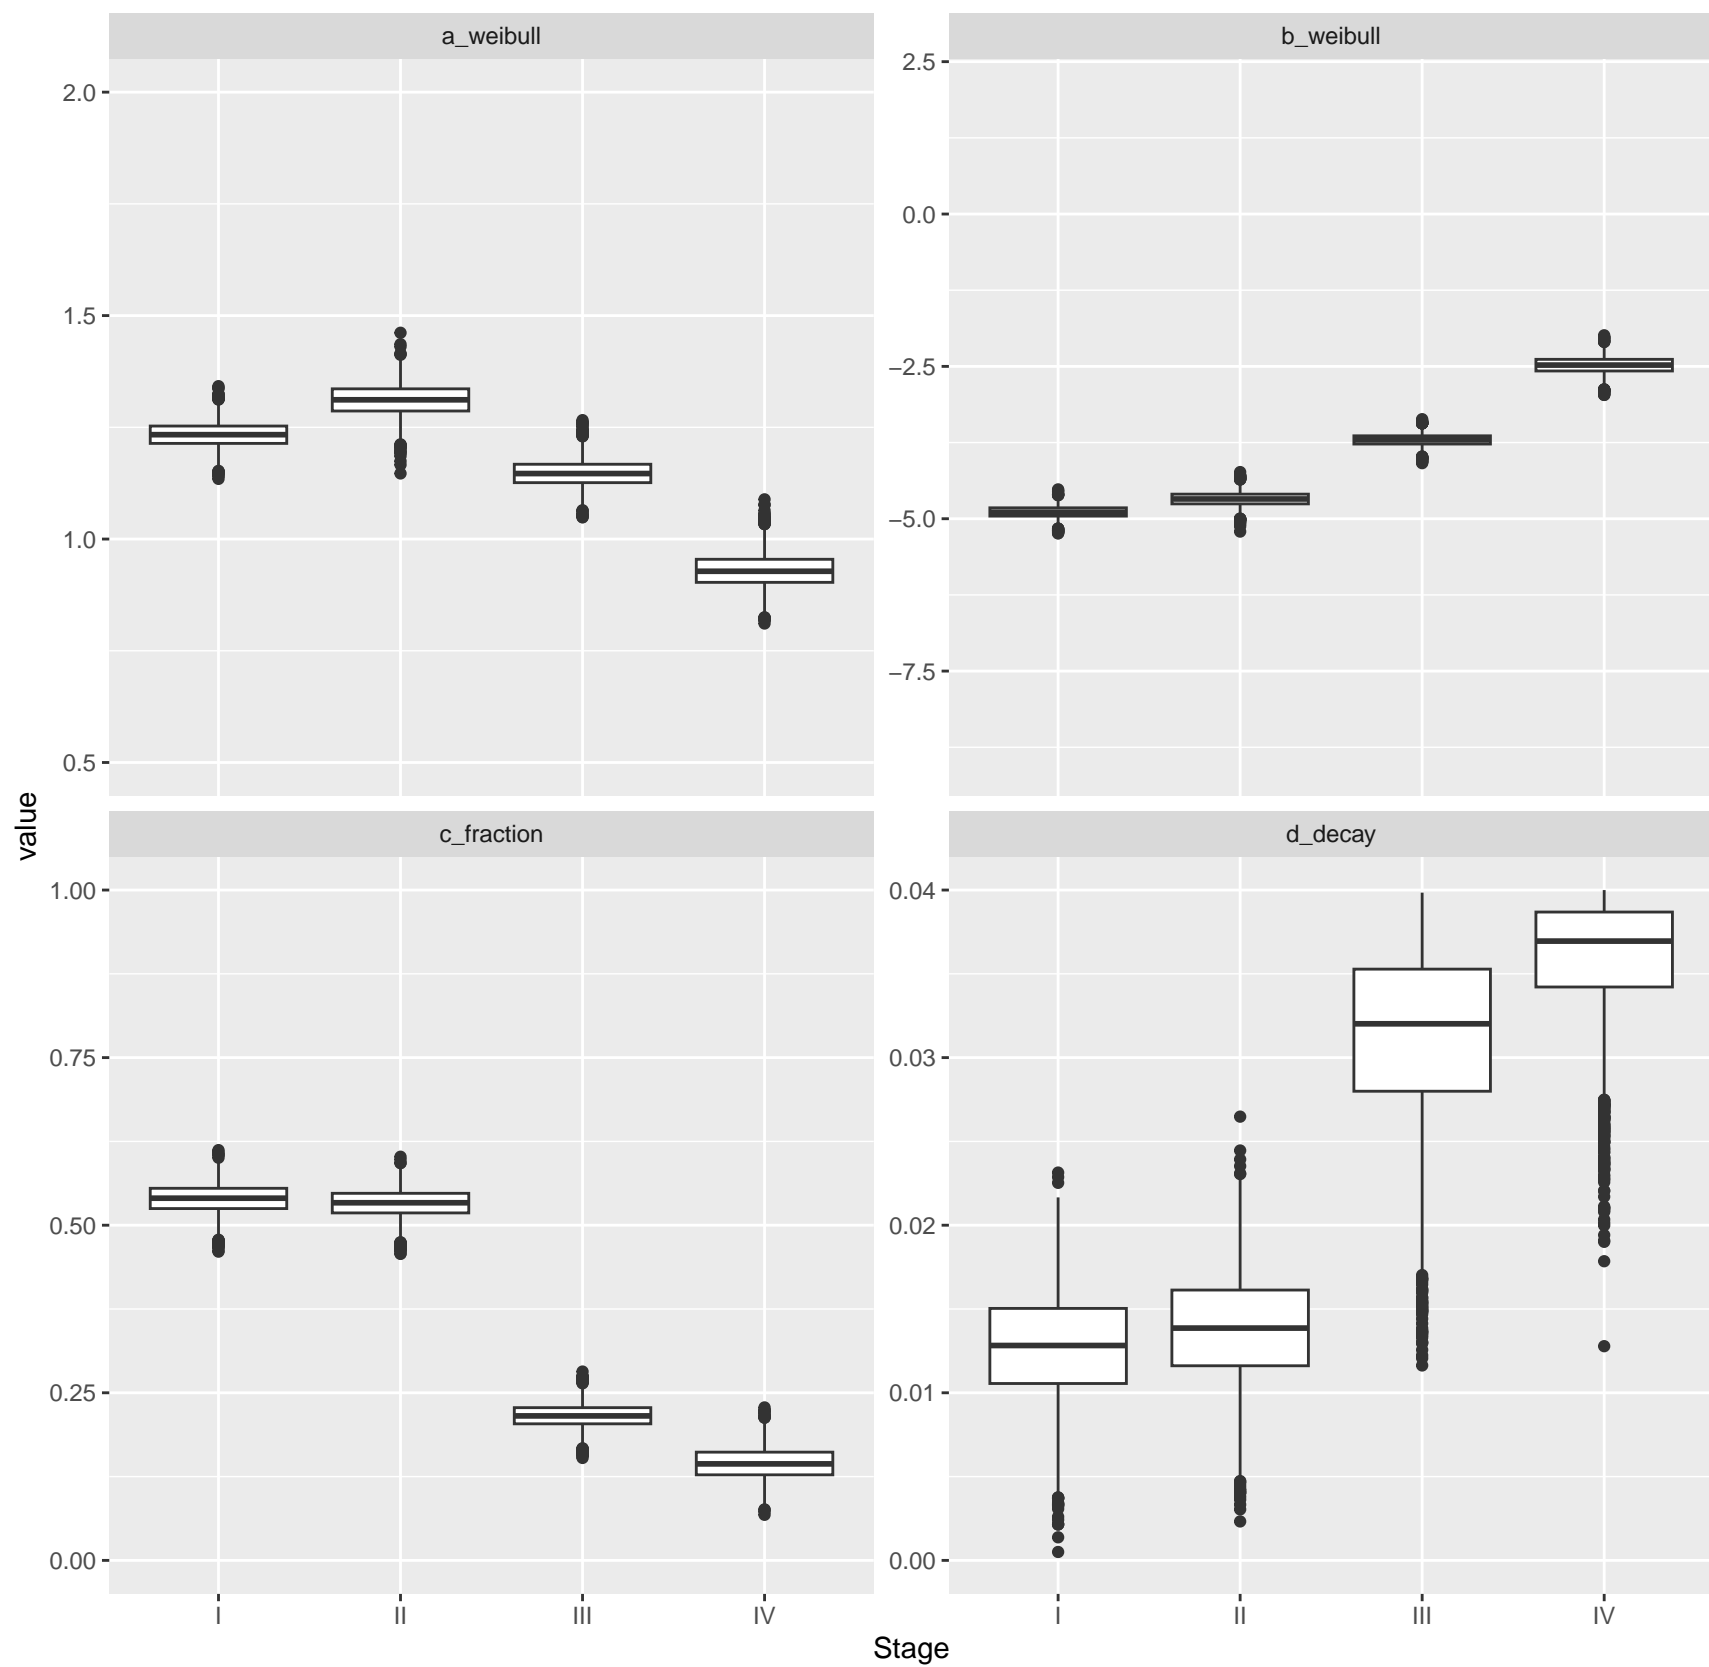 a_weibull
b_weibull
2.0
1.5
1.0
0.5
2.5
0.0
−2.5
−5.0
−7.5
value
c_fraction
d_decay
1.00
0.75
0.50
0.25
0.00
0.04
0.03
0.02
0.01
0.00
I II III IV
I II III IV
Stage